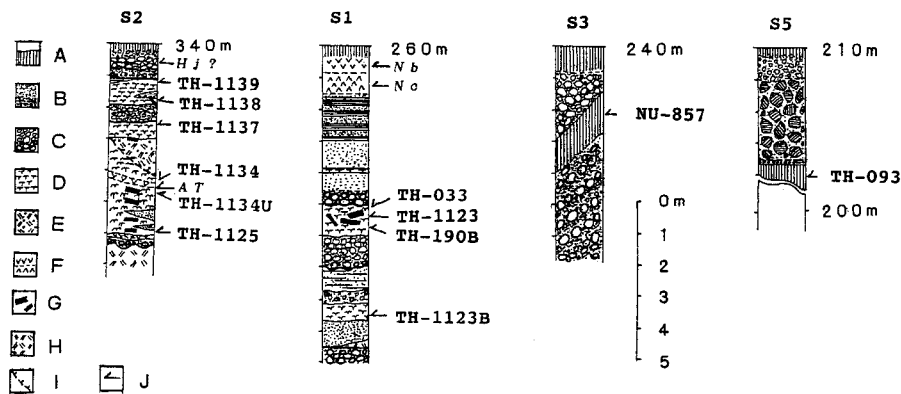 S2
S1
S3
S5
340m
260m
240m
210m
A
B
C
D
E
F
G
H
I
J
Hj?
TH-1139
TH-1138
TH-1137
TH-1134
AT
TH-1134U
TH-1125
Nb
Nc
TH-033
TH-1123
TH-190B
TH-1123B
NU-857
0m
1
2
3
4
5
TH-093
200m